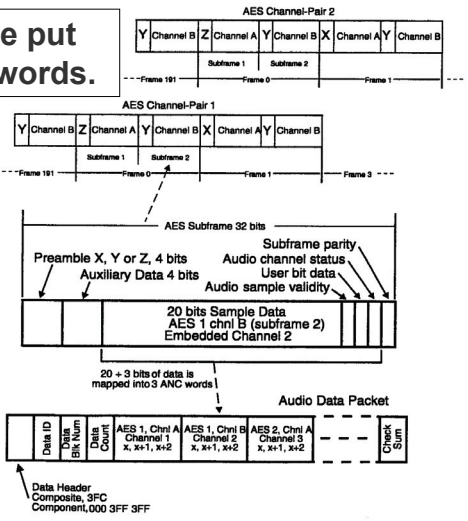 e put
words.
AES Channel-Pair 2
Y Channel B Z Channel A Y Channel B X Channel A Y Channel B
Subframe 1 Subframe 2
Frame 191 Frame 0 Frame 1
AES Channel-Pair 1
Y Channel B Z Channel A Y Channel B X Channel A Y Channel B
Subframe 1 Subframe 2
Frame 191 Frame 0 Frame 1 Frame 3
AES Subframe 32 bits
Preamble X, Y or Z, 4 bits
Auxiliary Data 4 bits
Subframe parity
Audio channel status
User bit data
Audio sample validity
20 bits Sample Data
AES 1 chnl B (subframe 2)
Embedded Channel 2
20 + 3 bits of data is
mapped into 3 ANC words
Audio Data Packet
Data ID
Data
Blk Num
Data
Count
AES 1, Chnl A
Channel 1
x, x+1, x+2
AES 1, Chnl B
Channel 2
x, x+1, x+2
AES 2, Chnl A
Channel 3
x, x+1, x+2
Check
Sum
Data Header
Composite, 3FC
Component, 000 3FF 3FF